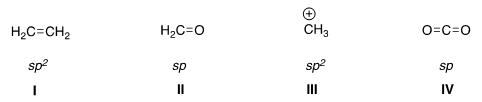 ⊕
H₂C=CH₂ H₂C=O CH₃ O=C=O
sp² sp sp² sp
I II III IV